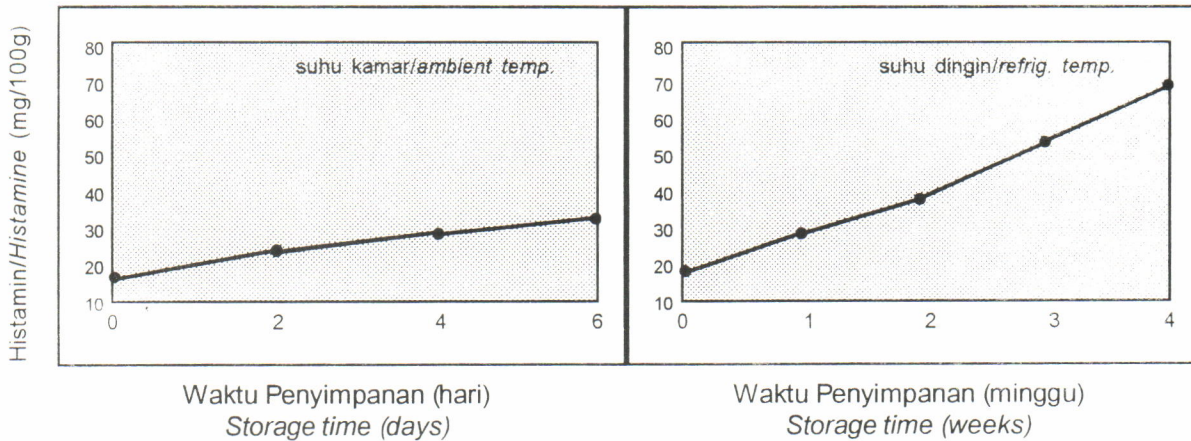 Histamin/Histamine (mg/100g)
80
70
60
50
40
30
20
10
suhu kamar/ambient temp.
0 2 4 6
Waktu Penyimpanan (hari)
Storage time (days)
80
70
60
50
40
30
20
10
suhu dingin/refrig. temp.
0 1 2 3 4
Waktu Penyimpanan (minggu)
Storage time (weeks)